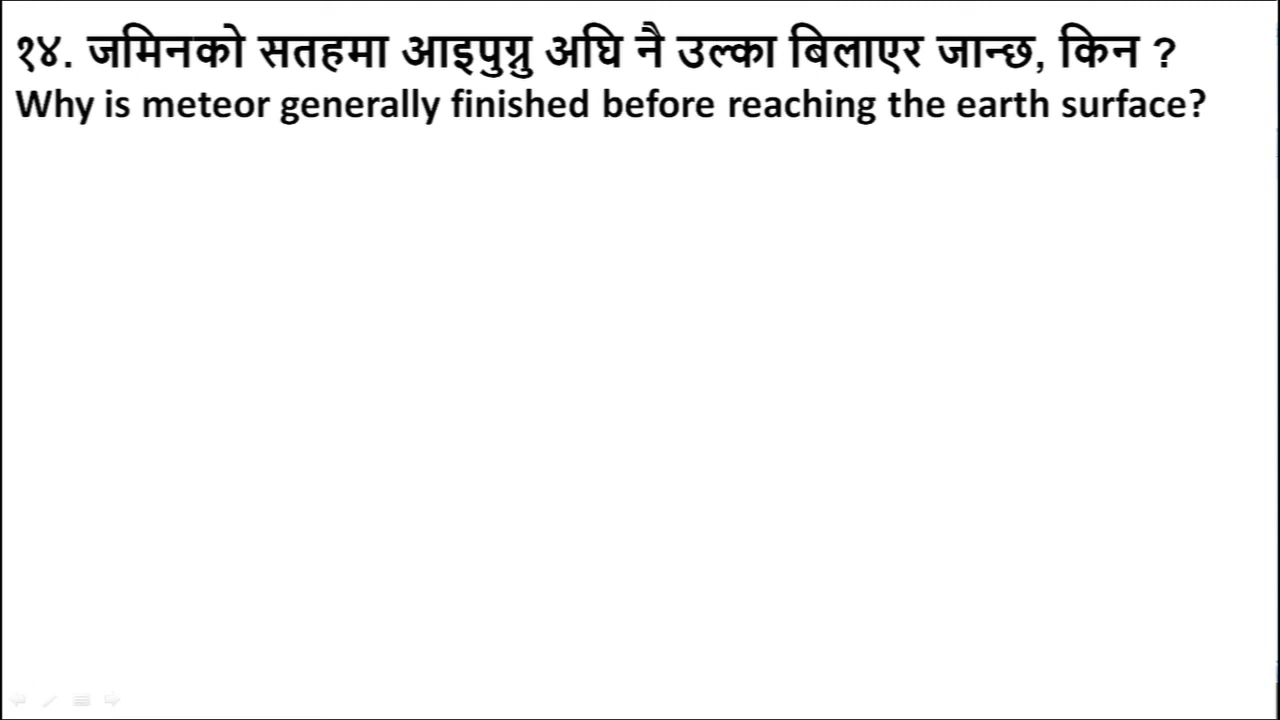 १४. जमिनको सतहमा आइपुग्नु अघि नै उल्का बिलाएर जान्छ, किन ?
Why is meteor generally finished before reaching the earth surface?